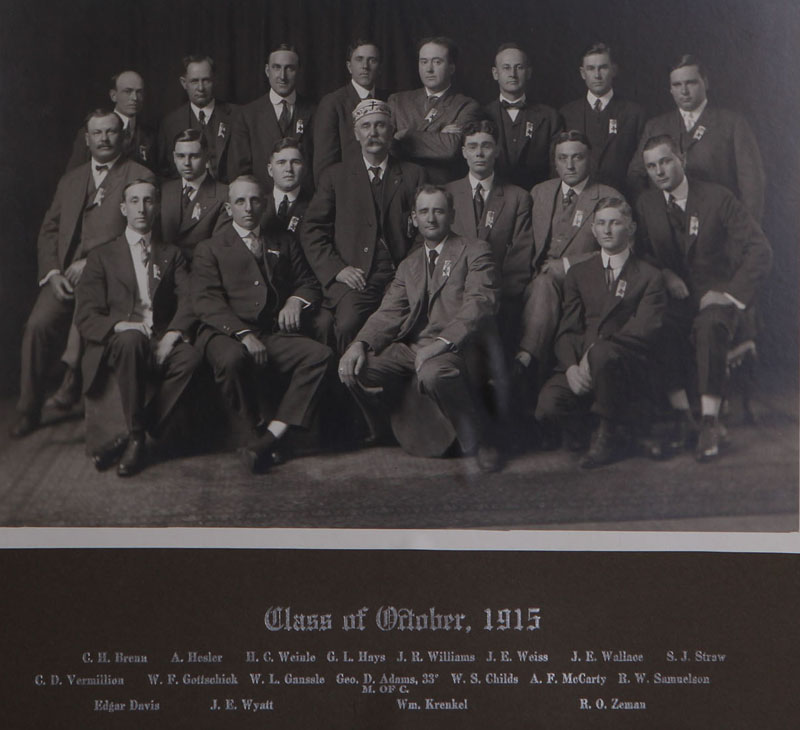 Class of October, 1915
C. H. Brenn A. Hesler H. C. Weinle G. L. Hays J. R. Williams J. E. Weiss J. E. Wallace S. J. Straw
C. D. Vermillion W. F. Gottschick W. L. Gaussle Geo. D. Adams, 33° W. S. Childs A. F. McCarty R. W. Samuelson
M. OF C.
Edgar Davis J. E. Wyatt Wm. Krenkel R. O. Zeman